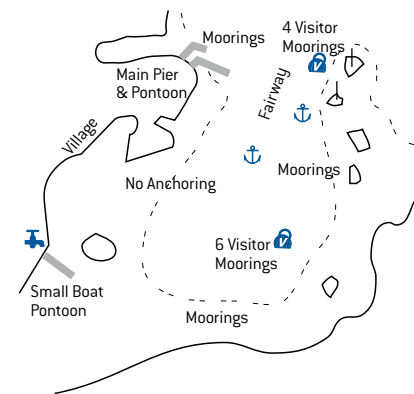 4 Visitor
Moorings
Moorings
Main Pier
& Pontoon
Fairway
Village
Moorings
No Anchoring
6 Visitor
Moorings
Small Boat
Pontoon
Moorings